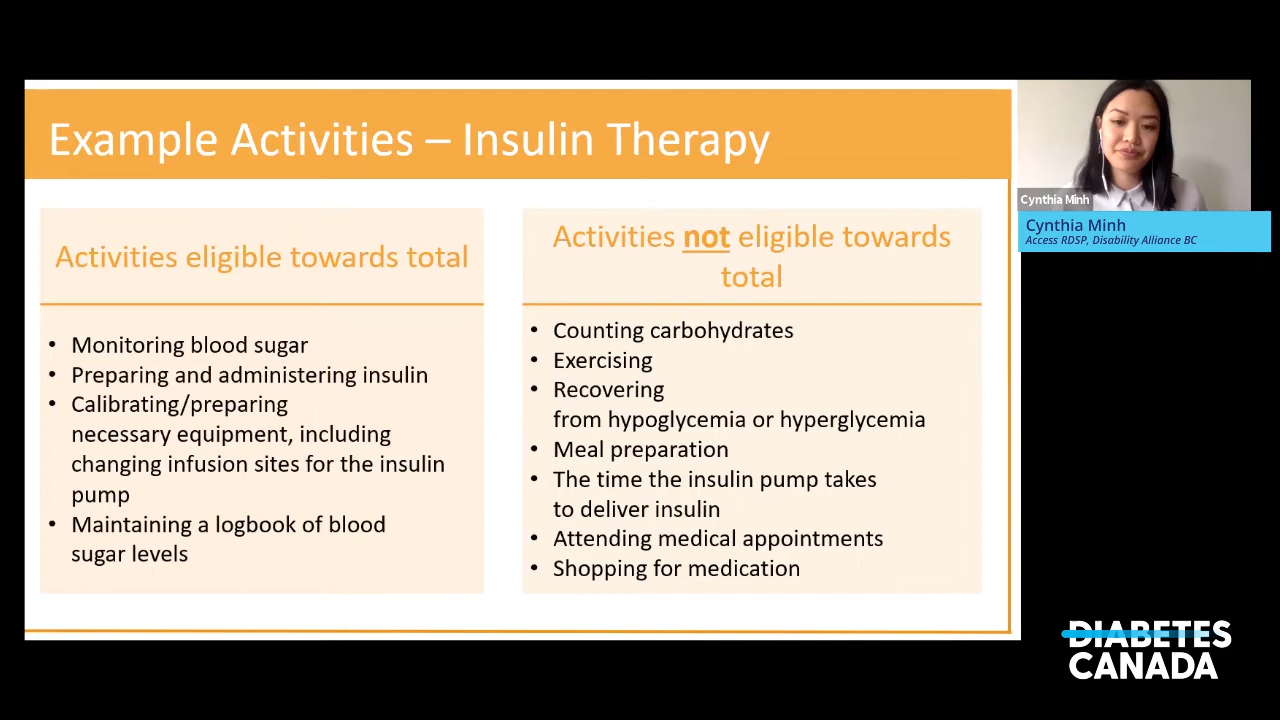 Example Activities – Insulin Therapy
Activities eligible towards total
• Monitoring blood sugar
• Preparing and administering insulin
• Calibrating/preparing
necessary equipment, including
changing infusion sites for the insulin
pump
• Maintaining a logbook of blood
sugar levels
Activities not eligible towards
total
• Counting carbohydrates
• Exercising
• Recovering
from hypoglycemia or hyperglycemia
• Meal preparation
• The time the insulin pump takes
to deliver insulin
• Attending medical appointments
• Shopping for medication
Cynthia Minh
Cynthia Minh
Access RDSP, Disability Alliance BC
DIABETES
CANADA